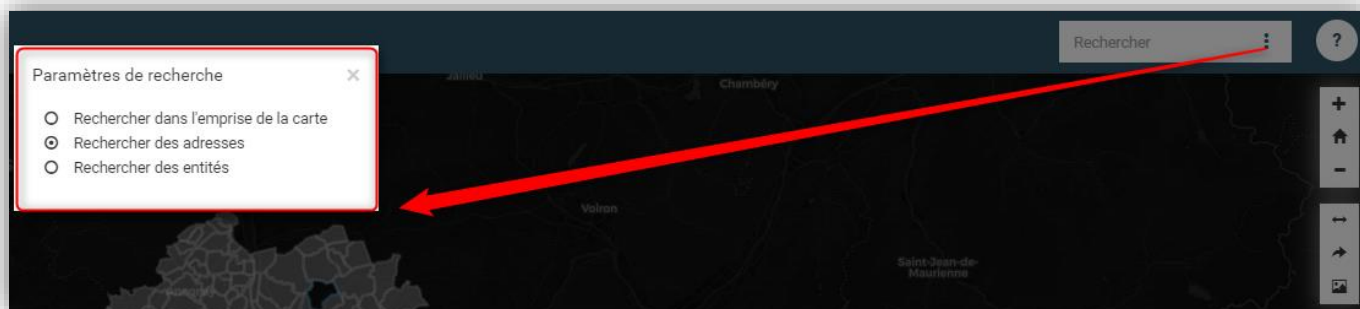 Rechercher
?
Paramètres de recherche
Rechercher dans l'emprise de la carte
Rechercher des adresses
Rechercher des entités
Jallieu
Chambéry
Voiron
Saint-Jean-de-
Maurienne